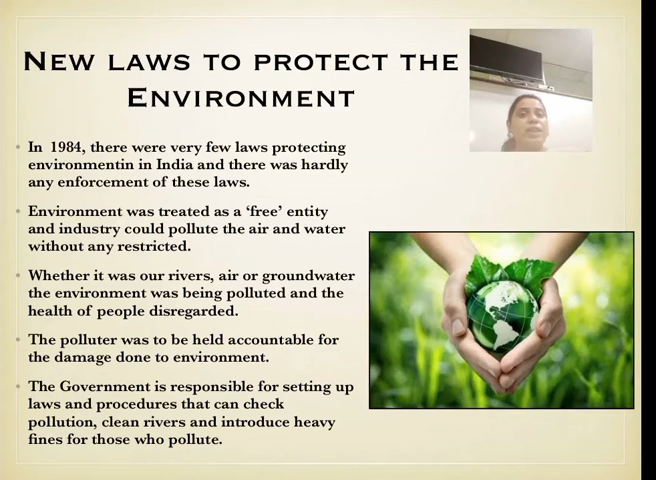 NEW LAWS TO PROTECT THE
ENVIRONMENT
• In 1984, there were very few laws protecting
environmentin in India and there was hardly
any enforcement of these laws.
• Environment was treated as a ‘free’ entity
and industry could pollute the air and water
without any restricted.
• Whether it was our rivers, air or groundwater
the environment was being polluted and the
health of people disregarded.
• The polluter was to be held accountable for
the damage done to environment.
• The Government is responsible for setting up
laws and procedures that can check
pollution, clean rivers and introduce heavy
fines for those who pollute.